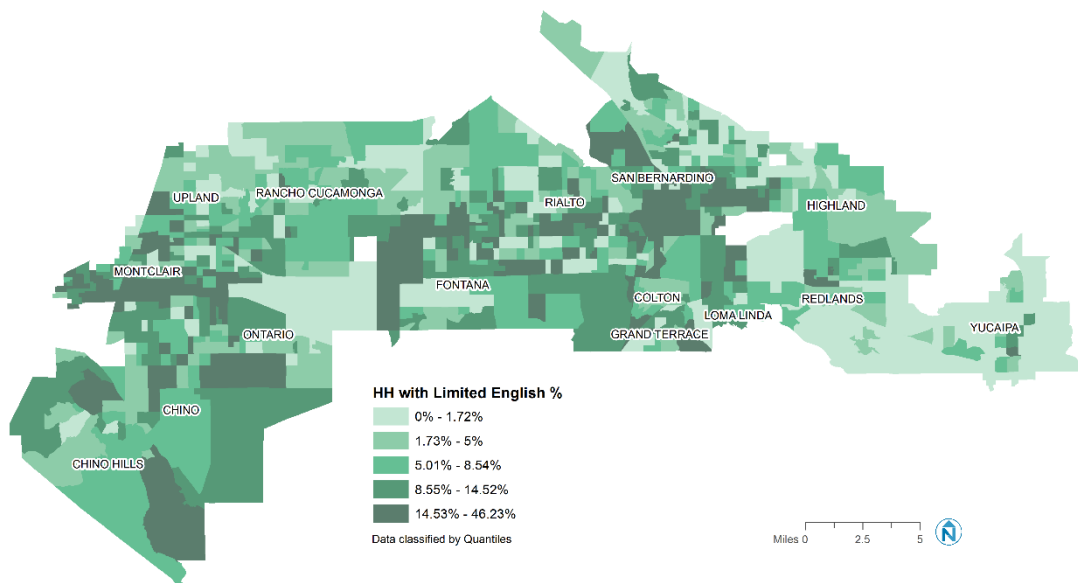 SAN BERNARDINO
UPLAND
RANCHO CUCAMONGA
RIALTO
HIGHLAND
MONTCLAIR
FONTANA
COLTON
REDLANDS
LOMA LINDA
ONTARIO
GRAND TERRACE
YUCAIPA
CHINO
CHINO HILLS
HH with Limited English %
0% - 1.72%
1.73% - 5%
5.01% - 8.54%
8.55% - 14.52%
14.53% - 46.23%
Data classified by Quantiles
Miles 0 2.5 5
N